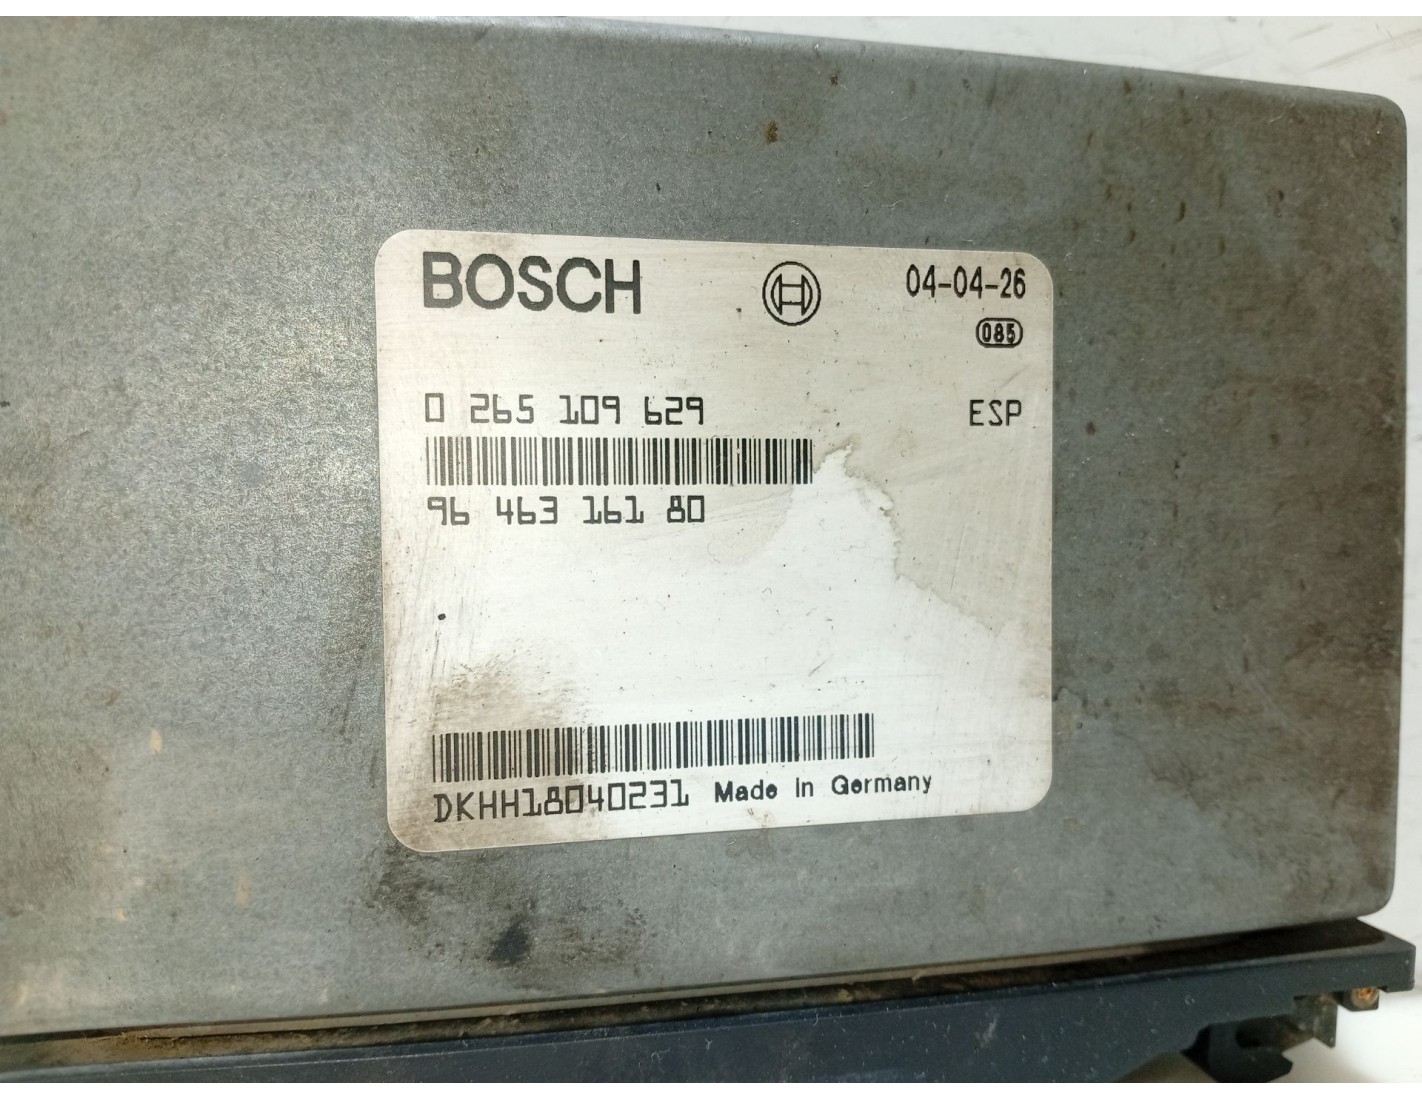 BOSCH
04-04-26
085
0 265 109 629
ESP
96 463 161 80
DKHH18040231 Made in Germany